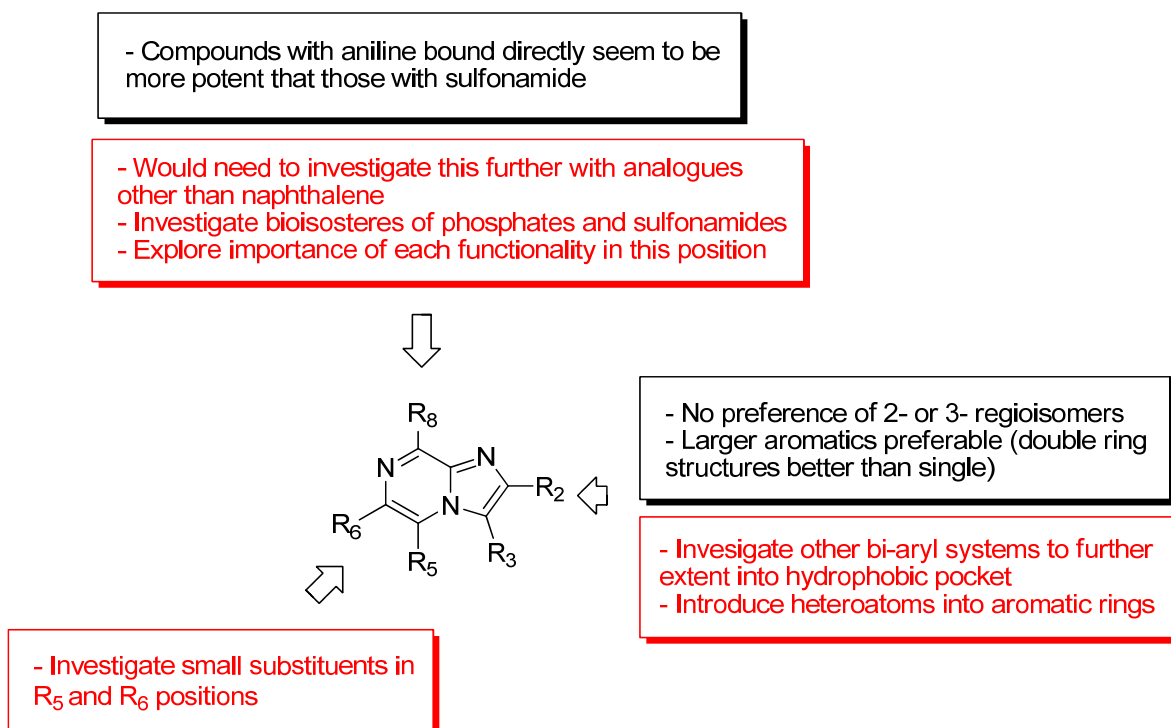 - Compounds with aniline bound directly seem to be
more potent that those with sulfonamide
- Would need to investigate this further with analogues
other than naphthalene
- Investigate bioisosteres of phosphates and sulfonamides
- Explore importance of each functionality in this position
R8
N
N
N
R2
R6
R5
R3
- No preference of 2- or 3- regioisomers
- Larger aromatics preferable (double ring
structures better than single)
- Invesigate other bi-aryl systems to further
extent into hydrophobic pocket
- Introduce heteroatoms into aromatic rings
- Investigate small substituents in
R5 and R6 positions